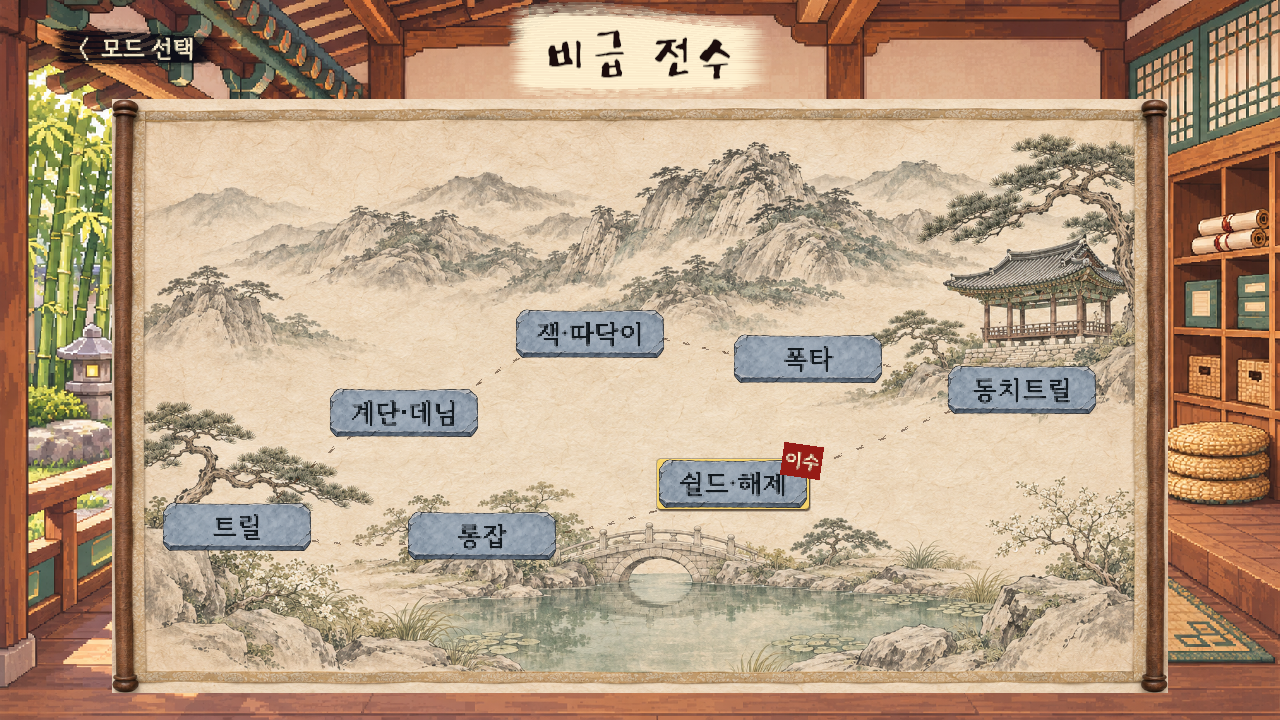 〈 모드 선택
비급 전수
잭·따닥이
폭타
동치트릴
계단·데님
이수
쉴드·해제
트릴
롱잡